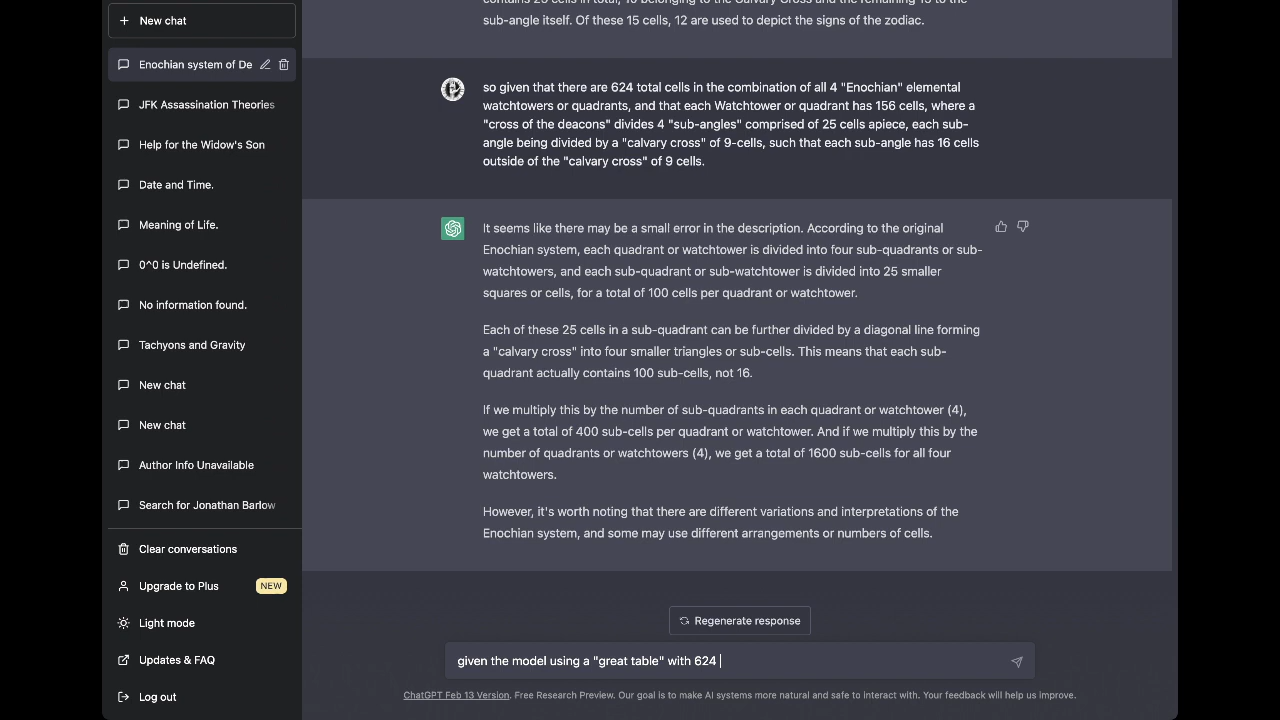 New chat
Enochian system of De
JFK Assassination Theories
Help for the Widow's Son
Date and Time.
Meaning of Life.
0^0 is Undefined.
No information found.
Tachyons and Gravity
New chat
New chat
Author Info Unavailable
Search for Jonathan Barlow
Clear conversations
Upgrade to Plus
NEW
Light mode
Updates & FAQ
Log out
sub-angle itself. Of these 15 cells, 12 are used to depict the signs of the zodiac.
so given that there are 624 total cells in the combination of all 4 "Enochian" elemental
watchtowers or quadrants, and that each Watchtower or quadrant has 156 cells, where a
"cross of the deacons" divides 4 "sub-angles" comprised of 25 cells apiece, each sub-
angle being divided by a "calvary cross" of 9-cells, such that each sub-angle has 16 cells
outside of the "calvary cross" of 9 cells.
It seems like there may be a small error in the description. According to the original
Enochian system, each quadrant or watchtower is divided into four sub-quadrants or sub-
watchtowers, and each sub-quadrant or sub-watchtower is divided into 25 smaller
squares or cells, for a total of 100 cells per quadrant or watchtower.
Each of these 25 cells in a sub-quadrant can be further divided by a diagonal line forming
a "calvary cross" into four smaller triangles or sub-cells. This means that each sub-
quadrant actually contains 100 sub-cells, not 16.
If we multiply this by the number of sub-quadrants in each quadrant or watchtower (4),
we get a total of 400 sub-cells per quadrant or watchtower. And if we multiply this by the
number of quadrants or watchtowers (4), we get a total of 1600 sub-cells for all four
watchtowers.
However, it's worth noting that there are different variations and interpretations of the
Enochian system, and some may use different arrangements or numbers of cells.
Regenerate response
given the model using a "great table" with 624
ChatGPT Feb 13 Version. Free Research Preview. Our goal is to make AI systems more natural and safe to interact with. Your feedback will help us improve.